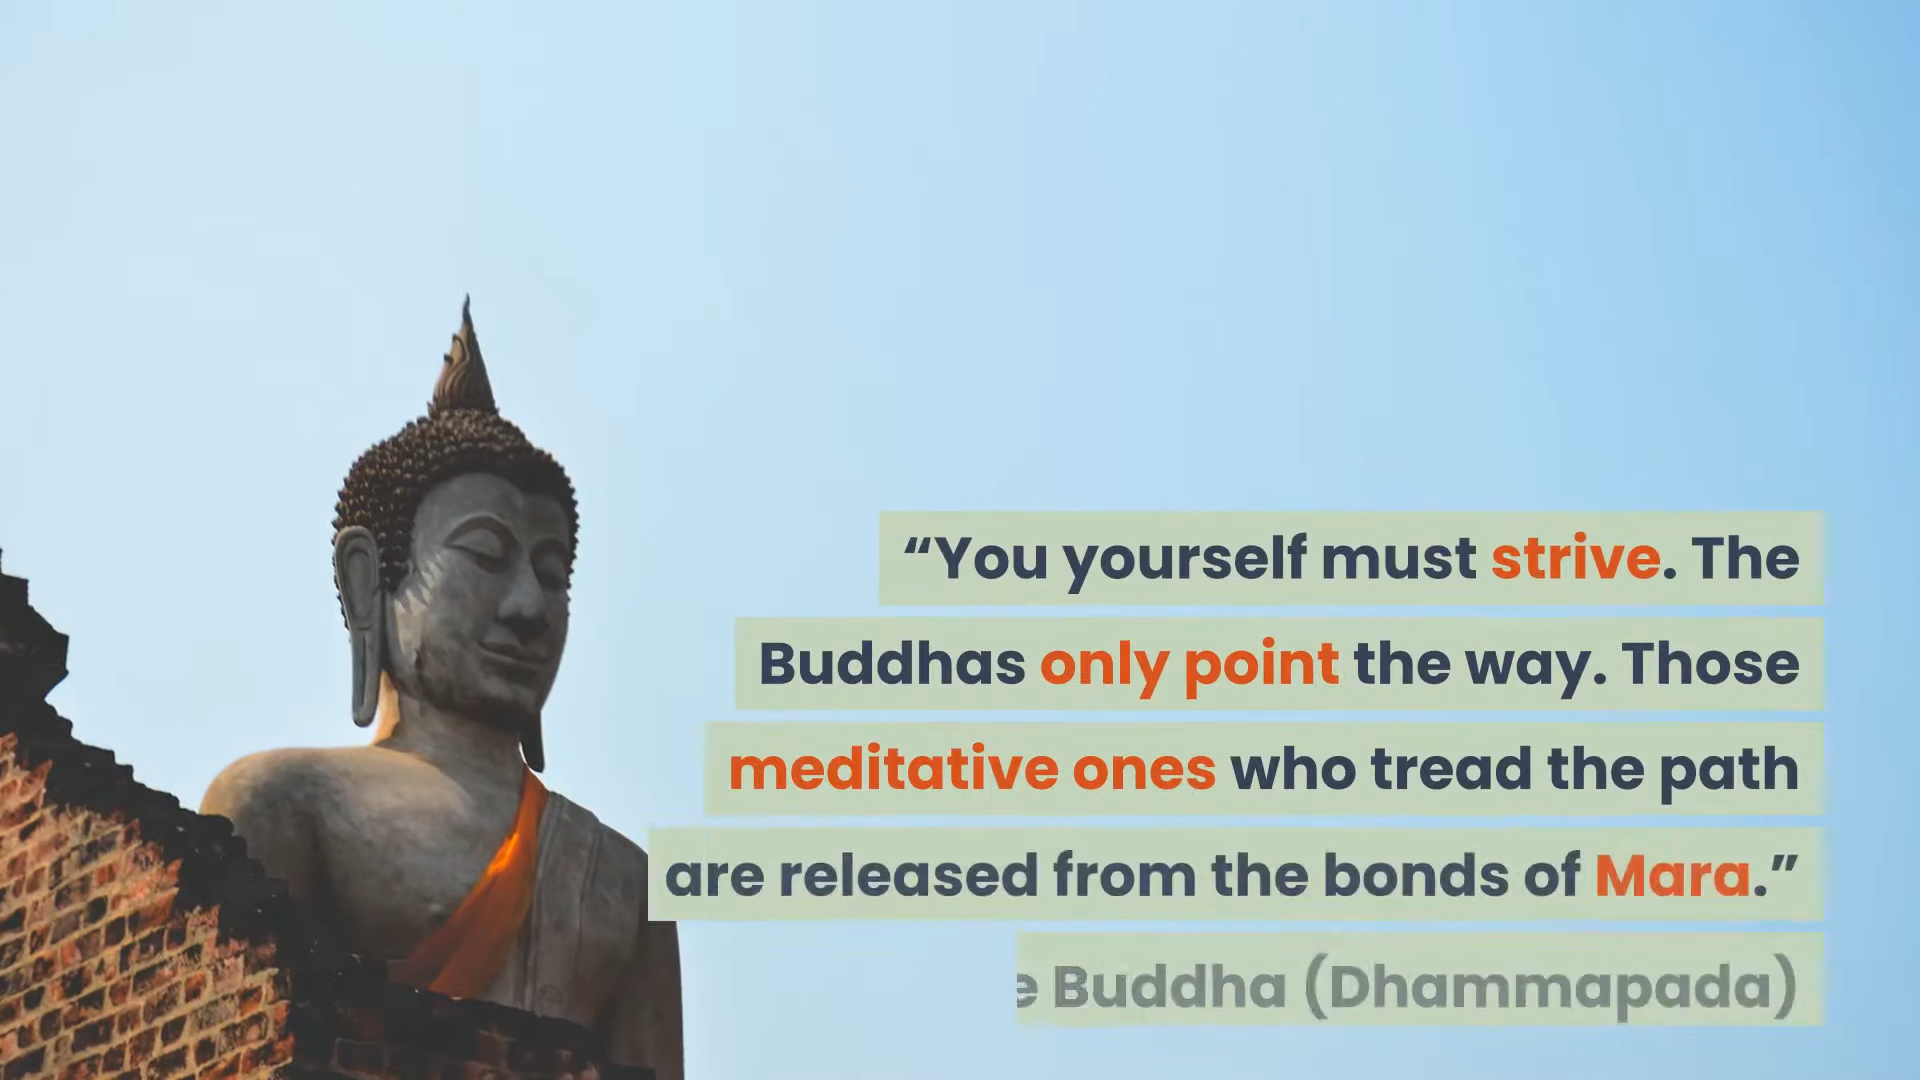 “You yourself must strive. The
Buddhas only point the way. Those
meditative ones who tread the path
are released from the bonds of Mara.”
Buddha (Dhammapada)